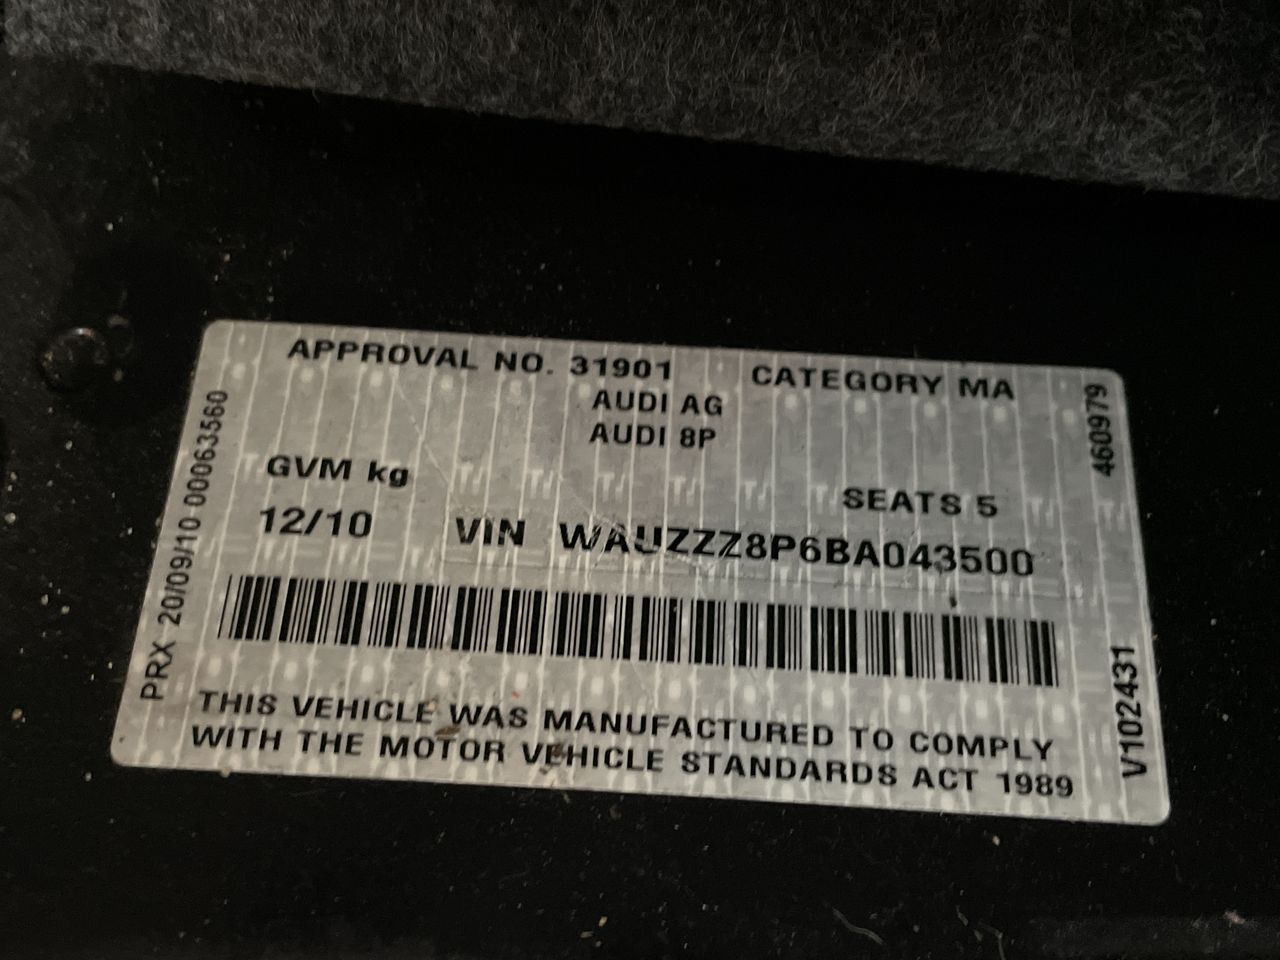 APPROVAL NO. 31901 CATEGORY MA
AUDI AG
AUDI 8P
GVM kg
SEATS 5
12/10 VIN WAUZZZ8P6BA043500
THIS VEHICLE WAS MANUFACTURED TO COMPLY
WITH THE MOTOR VEHICLE STANDARDS ACT 1989
PRX 20/09/10 00063560
460979
V102431